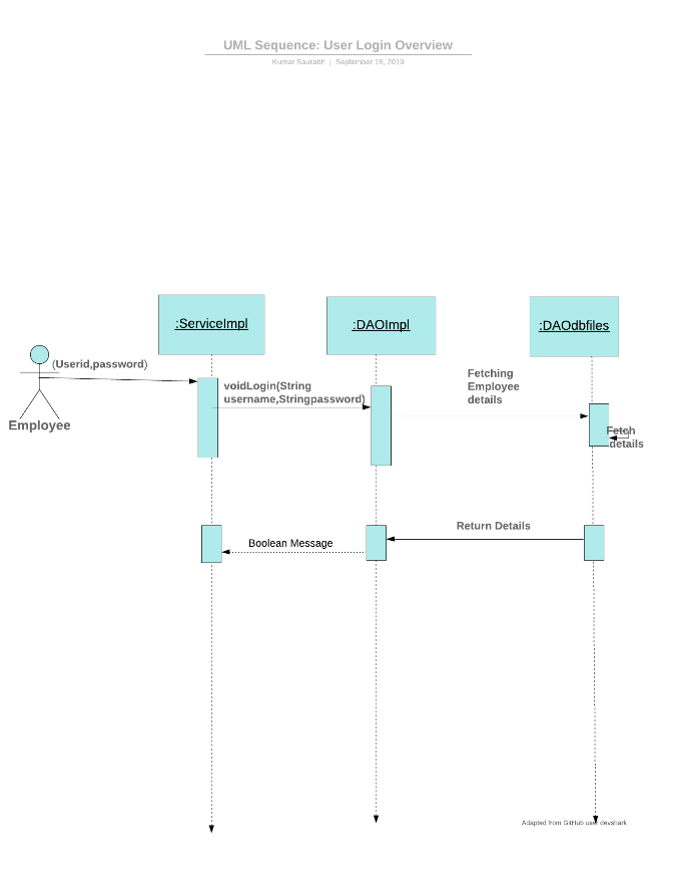 UML Sequence: User Login Overview
Kumar Saurabh | September 18, 2019
:ServiceImpl
:DAOImpl
:DAOdbfiles
(Userid,password)
Employee
voidLogin(String
username,Stringpassword)
Fetching
Employee
details
Fetch
details
Return Details
Boolean Message
Adapted from GitHub user devshark